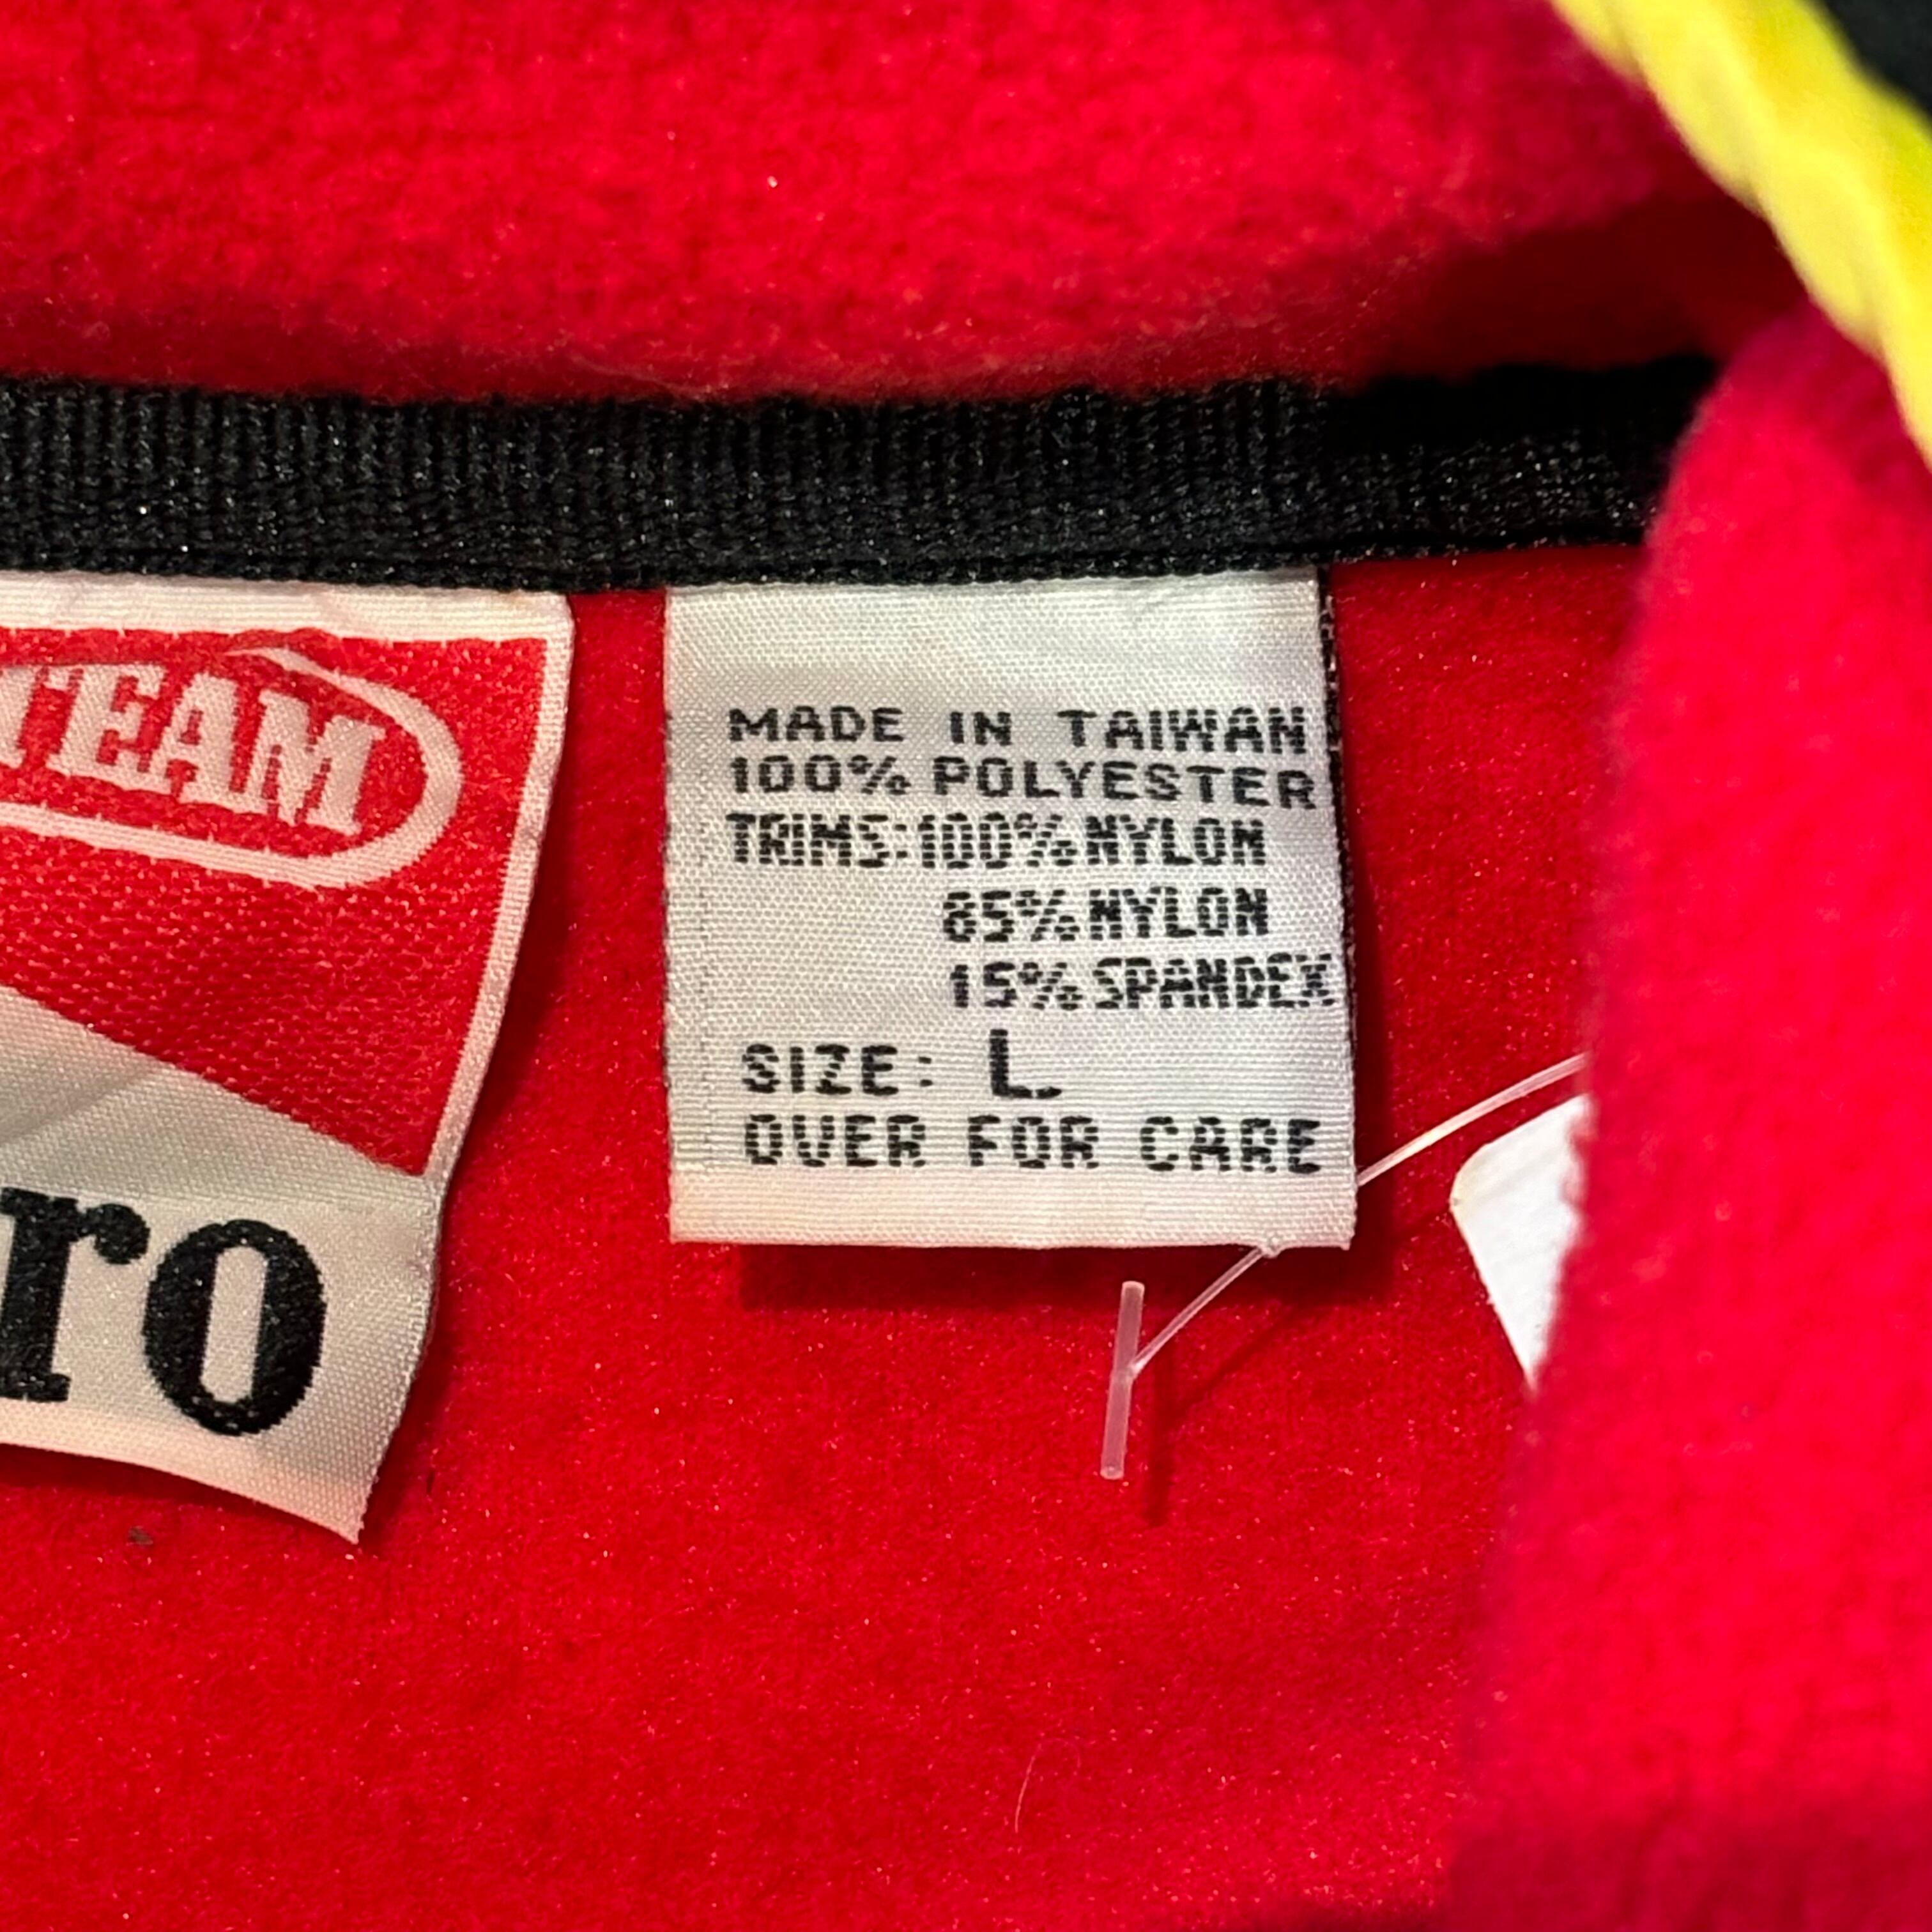 TEAM
ro
MADE IN TAIWAN
100% POLYESTER
TRIMS:100%NYLON
85%NYLON
15%SPANDEX
SIZE: L
OVER FOR CARE